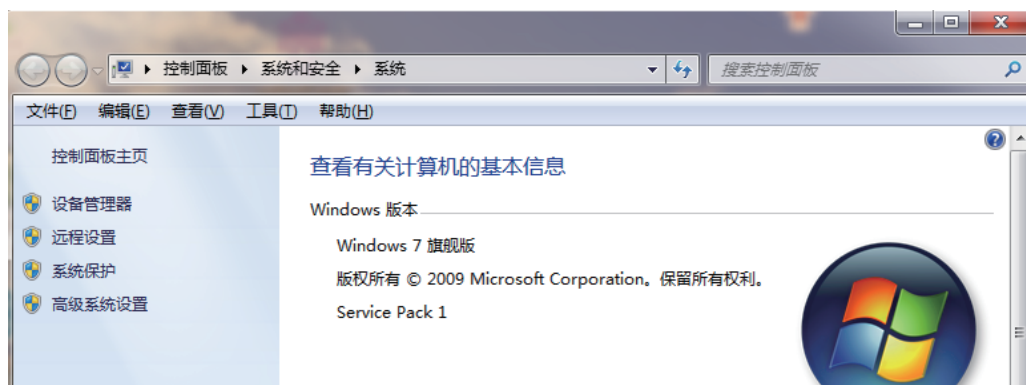 控制面板 ▸ 系统和安全 ▸ 系统
搜索控制面板
文件(F) 编辑(E) 查看(V) 工具(T) 帮助(H)
控制面板主页
设备管理器
远程设置
系统保护
高级系统设置
查看有关计算机的基本信息
Windows 版本
Windows 7 旗舰版
版权所有 © 2009 Microsoft Corporation。保留所有权利。
Service Pack 1